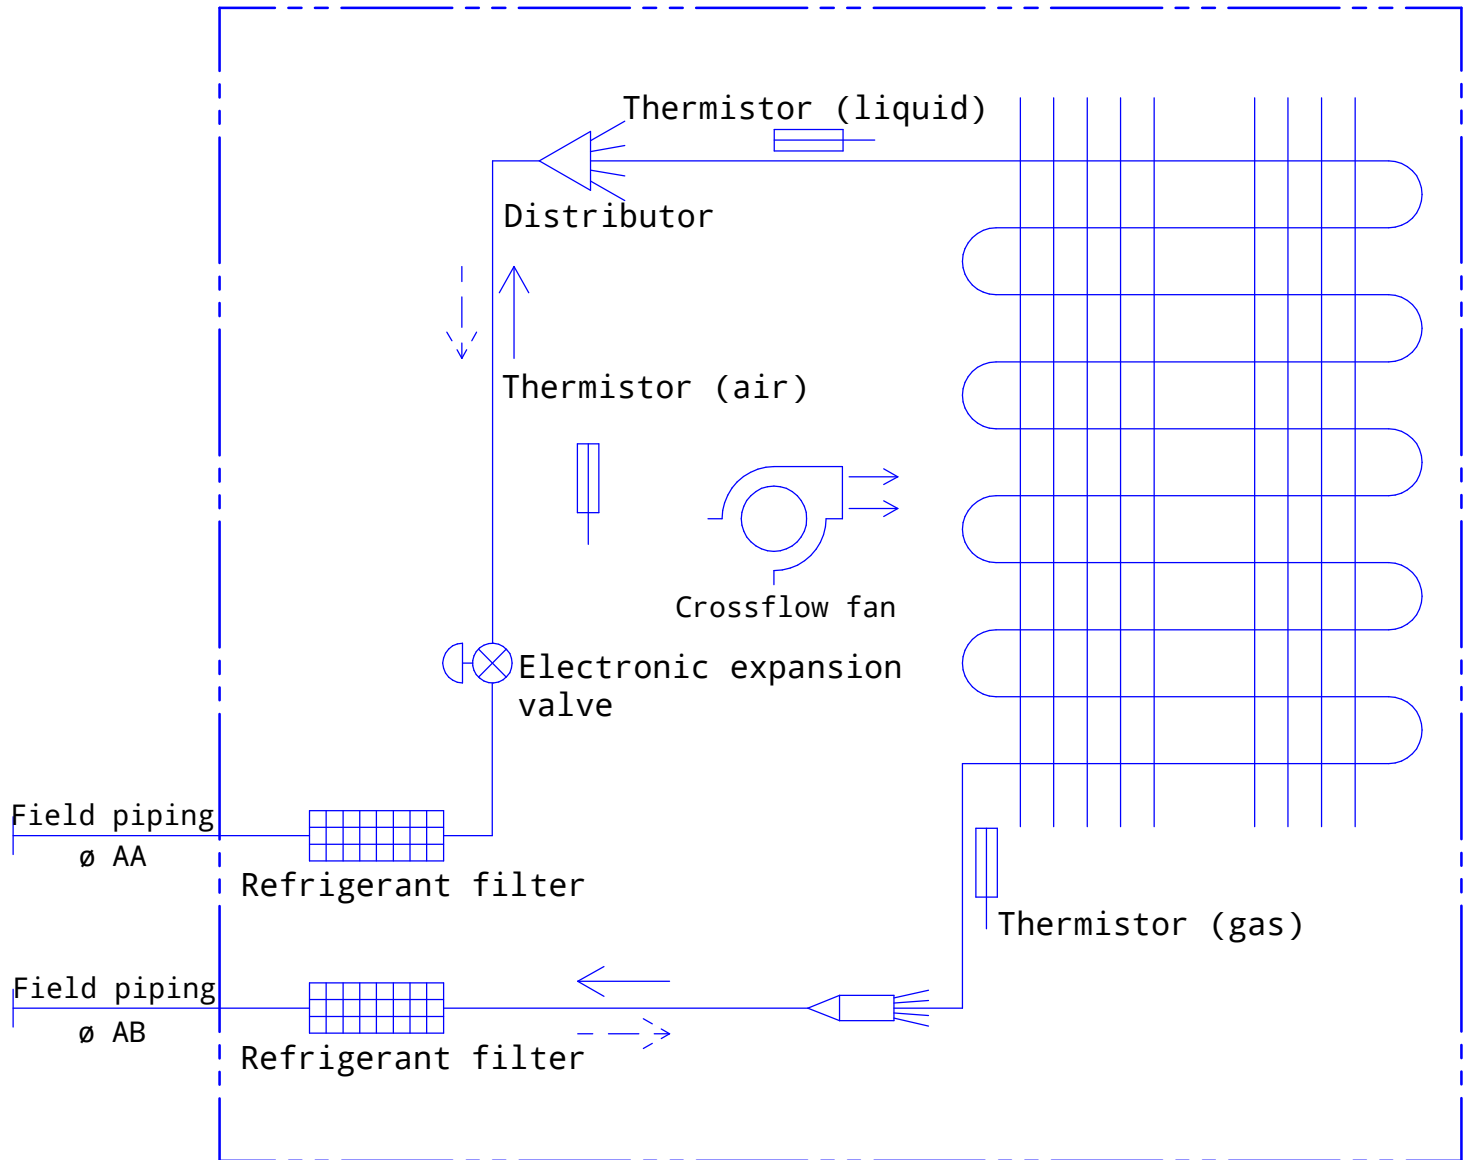 Thermistor (liquid)
Distributor
Thermistor (air)
Crossflow fan
Electronic expansion
valve
Field piping
ø AA
Refrigerant filter
Thermistor (gas)
Field piping
ø AB
Refrigerant filter